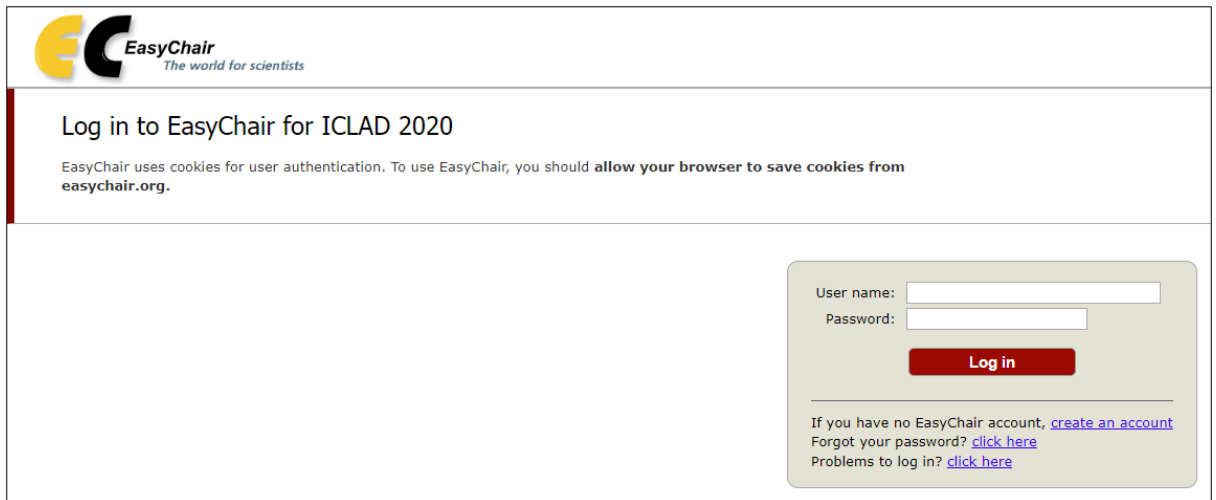 EC EasyChair
The world for scientists
Log in to EasyChair for ICLAD 2020
EasyChair uses cookies for user authentication. To use EasyChair, you should allow your browser to save cookies from
easychair.org.
User name:
Password:
Log in
If you have no EasyChair account, create an account
Forgot your password? click here
Problems to log in? click here